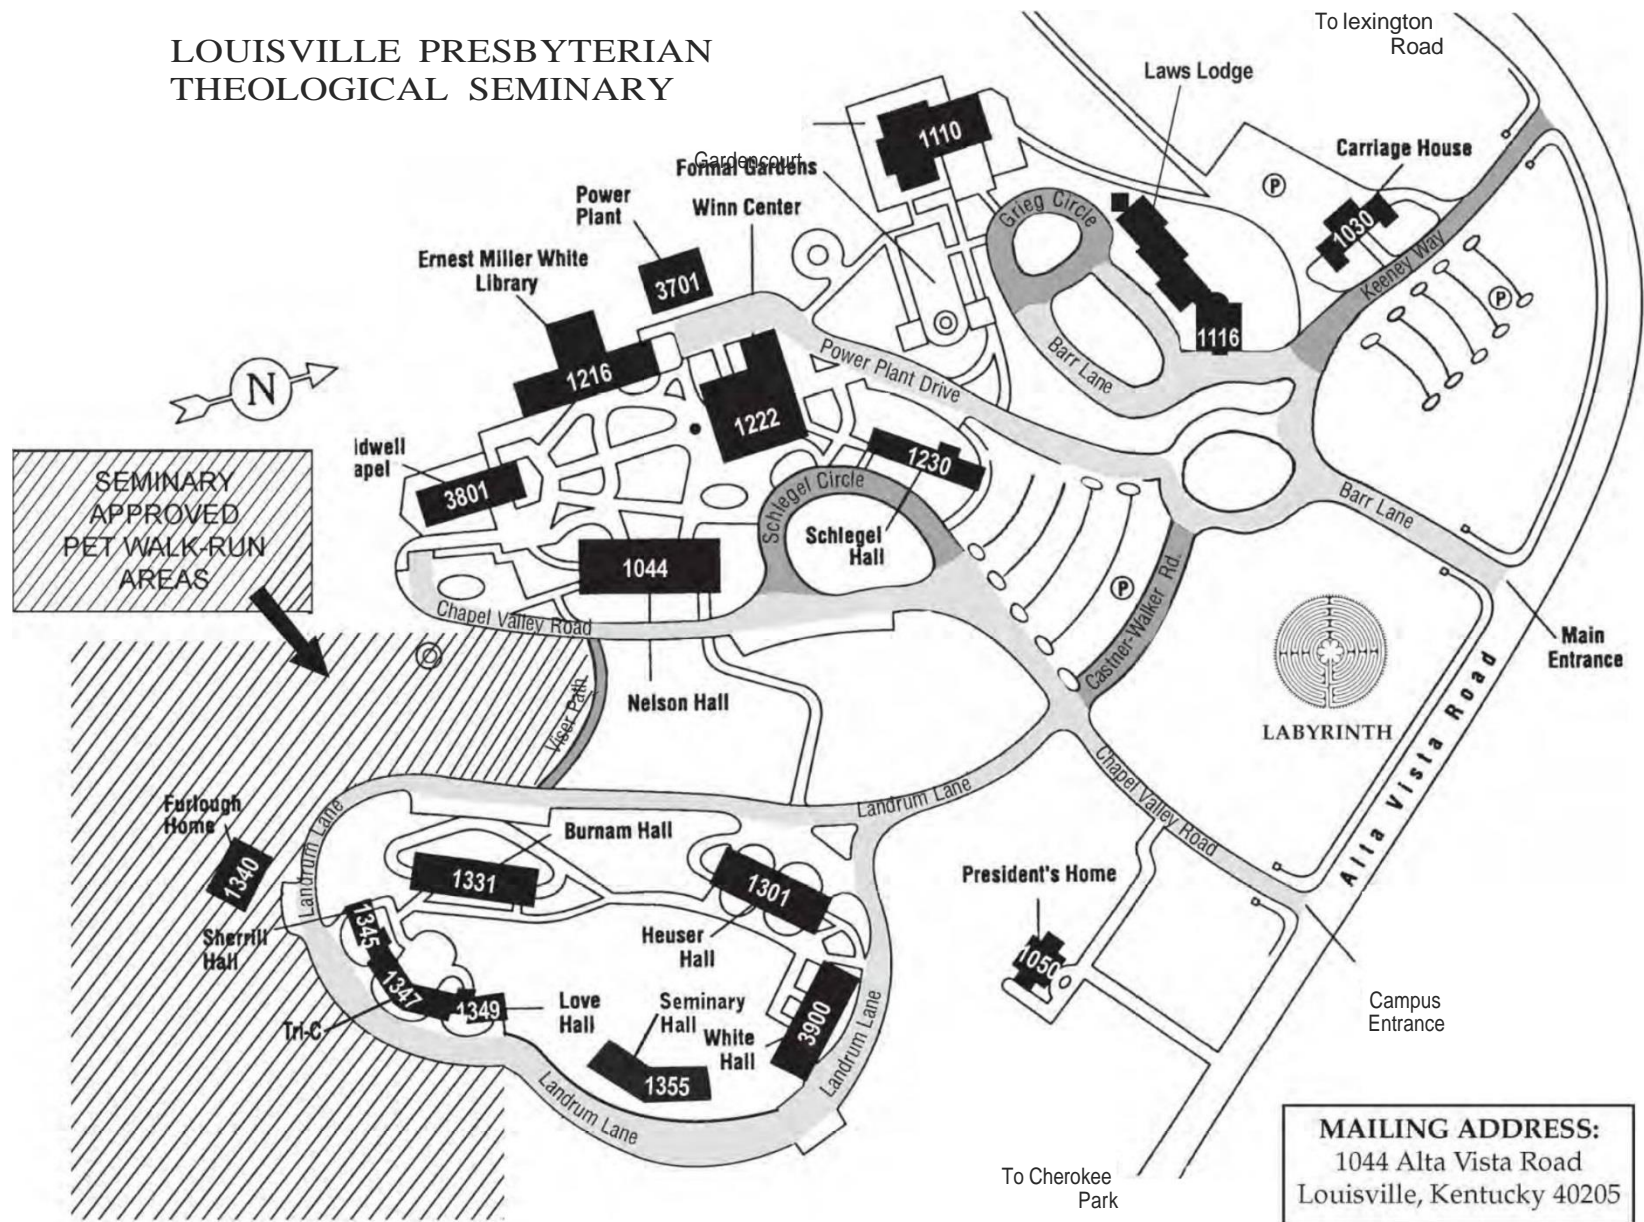 LOUISVILLE PRESBYTERIAN
THEOLOGICAL SEMINARY
To lexington
Road
Laws Lodge
Carriage House
1110
Gardencourt
Formal Gardens
Power
Plant
Winn Center
Grieg Circle
P
1030
Keeney Way
Ernest Miller White
Library
3701
P
1116
Barr Lane
Power Plant Drive
N
1216
1222
1230
idwell
apel
3801
Schlegel Circle
Barr Lane
SEMINARY
APPROVED
PET WALK-RUN
AREAS
Schlegel
Hall
1044
P
Castner-Walker Rd.
Chapel Valley Road
Main
Entrance
Nelson Hall
Viser Path
LABYRINTH
Alta Vista Road
Chapel Valley Road
Landrum Lane
Furlough
Home
Landrum Lane
Burnam Hall
1340
1331
1301
President's Home
Sherrill
Hall
1345
Heuser
Hall
1050
1347
1349
Love
Hall
Seminary
Hall
White
Hall
3900
Landrum Lane
Campus
Entrance
Tri-C
1355
Landrum Lane
To Cherokee
Park
MAILING ADDRESS:
1044 Alta Vista Road
Louisville, Kentucky 40205